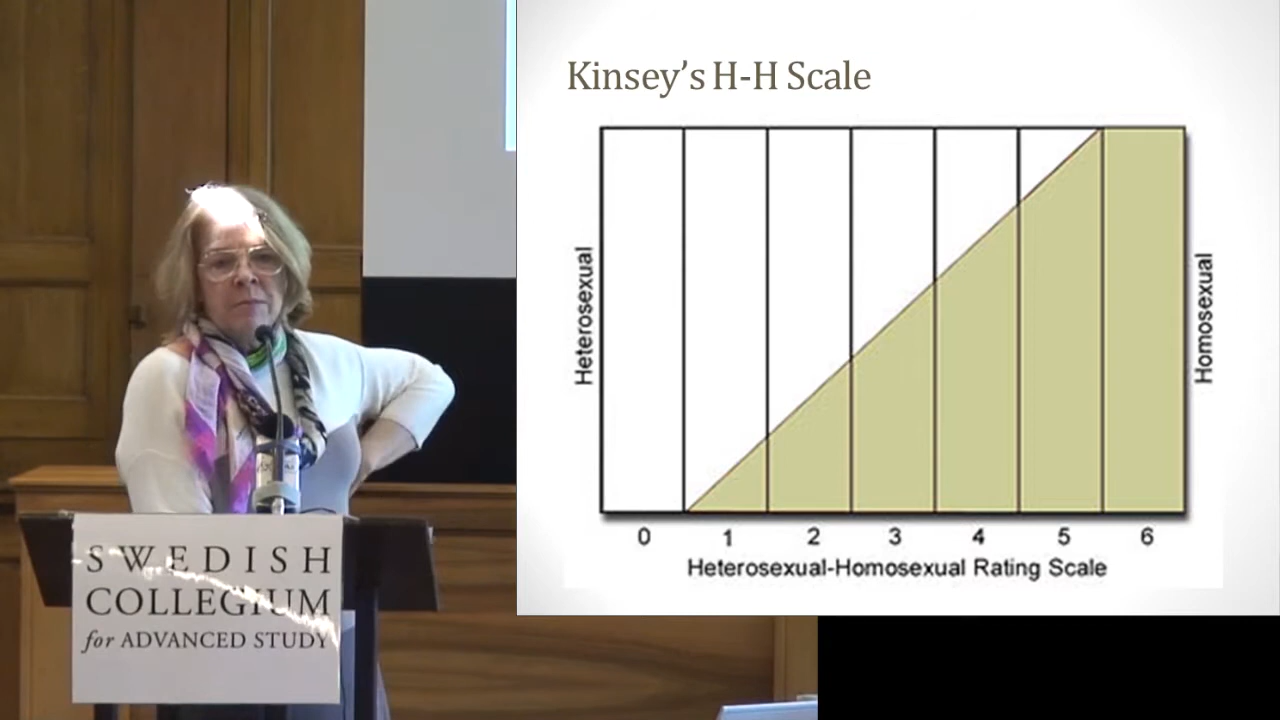 Kinsey's H-H Scale
Heterosexual
Homosexual
0 1 2 3 4 5 6
Heterosexual-Homosexual Rating Scale
SWEDISH
COLLEGIUM
for ADVANCED STUDY